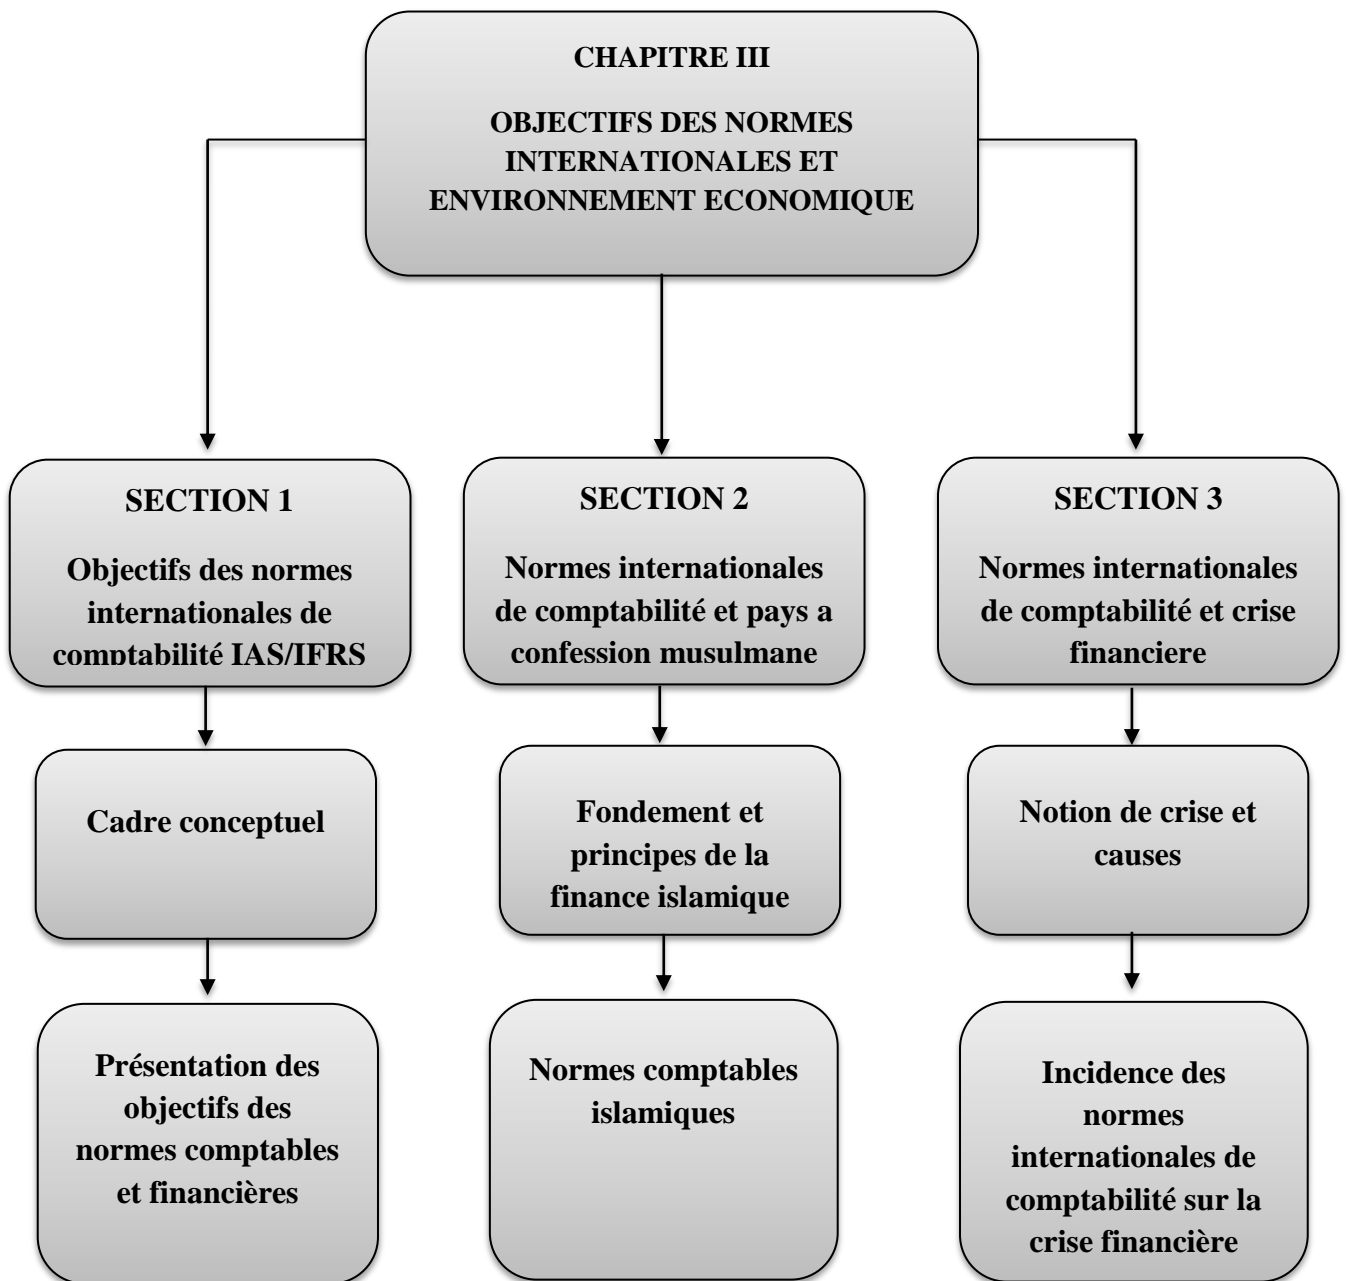 CHAPITRE III
OBJECTIFS DES NORMES
INTERNATIONALES ET
ENVIRONNEMENT ECONOMIQUE
SECTION 1
Objectifs des normes
internationales de
comptabilité IAS/IFRS
SECTION 2
Normes internationales
de comptabilité et pays a
confession musulmane
SECTION 3
Normes internationales
de comptabilité et crise
financiere
Cadre conceptuel
Fondement et
principes de la
finance islamique
Notion de crise et
causes
Présentation des
objectifs des
normes comptables
et financières
Normes comptables
islamiques
Incidence des
normes
internationales de
comptabilité sur la
crise financière